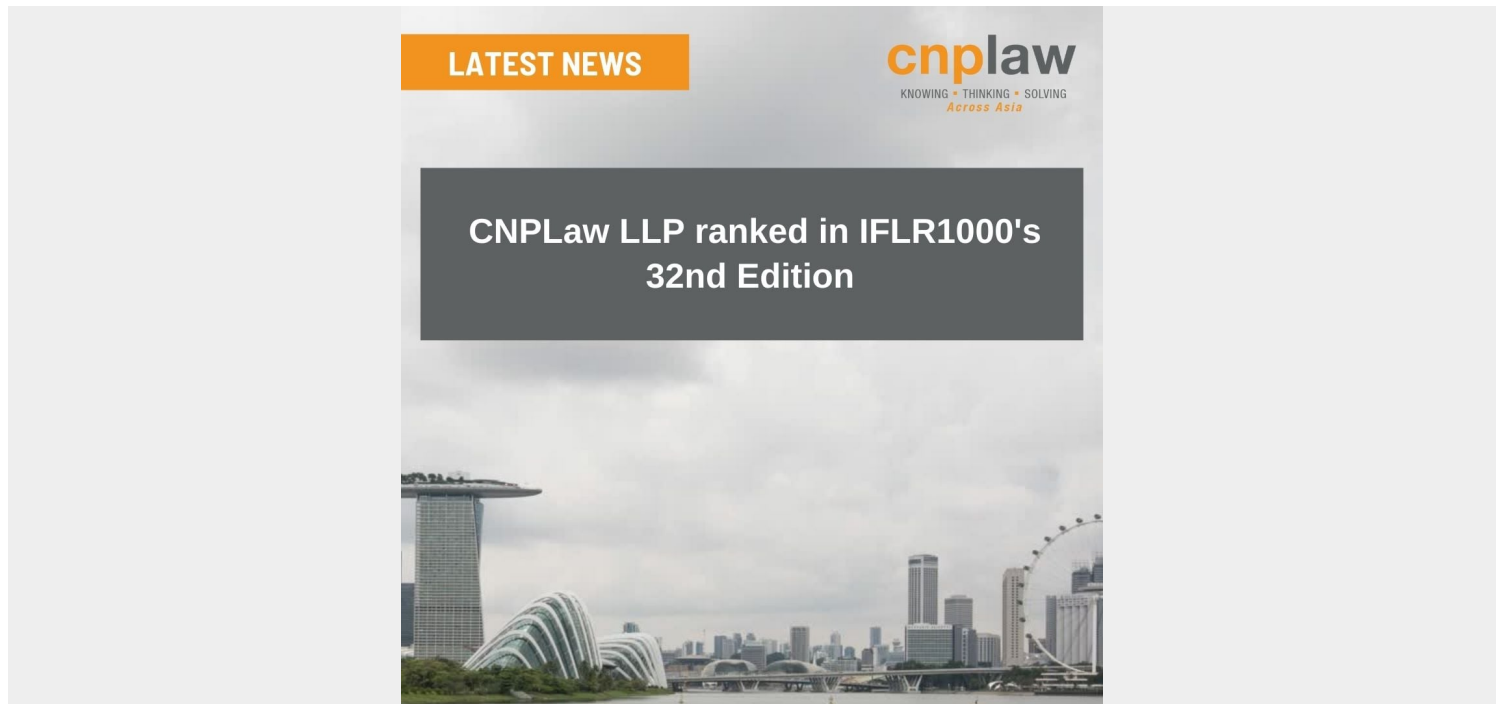 LATEST NEWS
cnplaw
KNOWING ▪ THINKING ▪ SOLVING
Across Asia
CNPLaw LLP ranked in IFLR1000's
32nd Edition